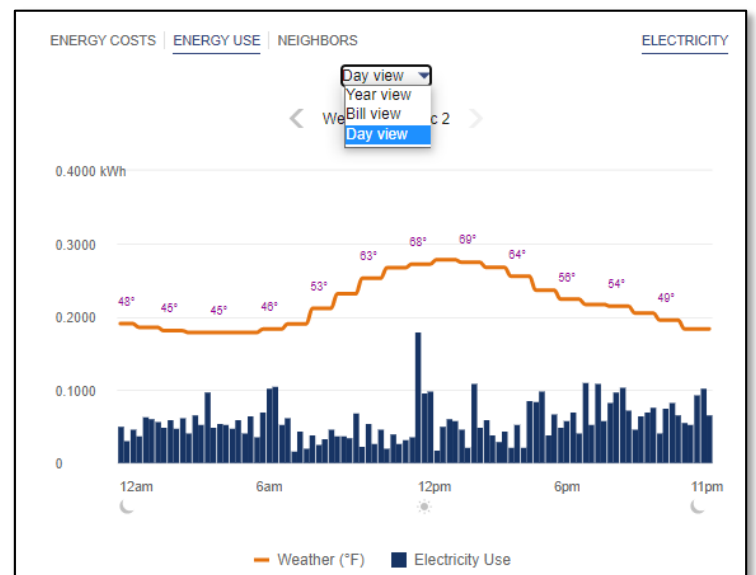 ENERGY COSTS ENERGY USE NEIGHBORS ELECTRICITY
Day view
Year view
We Bill view c 2
Day view
0.4000 kWh
0.3000
0.2000
0.1000
0
48° 45° 45° 46° 53° 63° 68° 69° 64° 56° 54° 49°
12am 6am 12pm 6pm 11pm
Weather (°F) Electricity Use